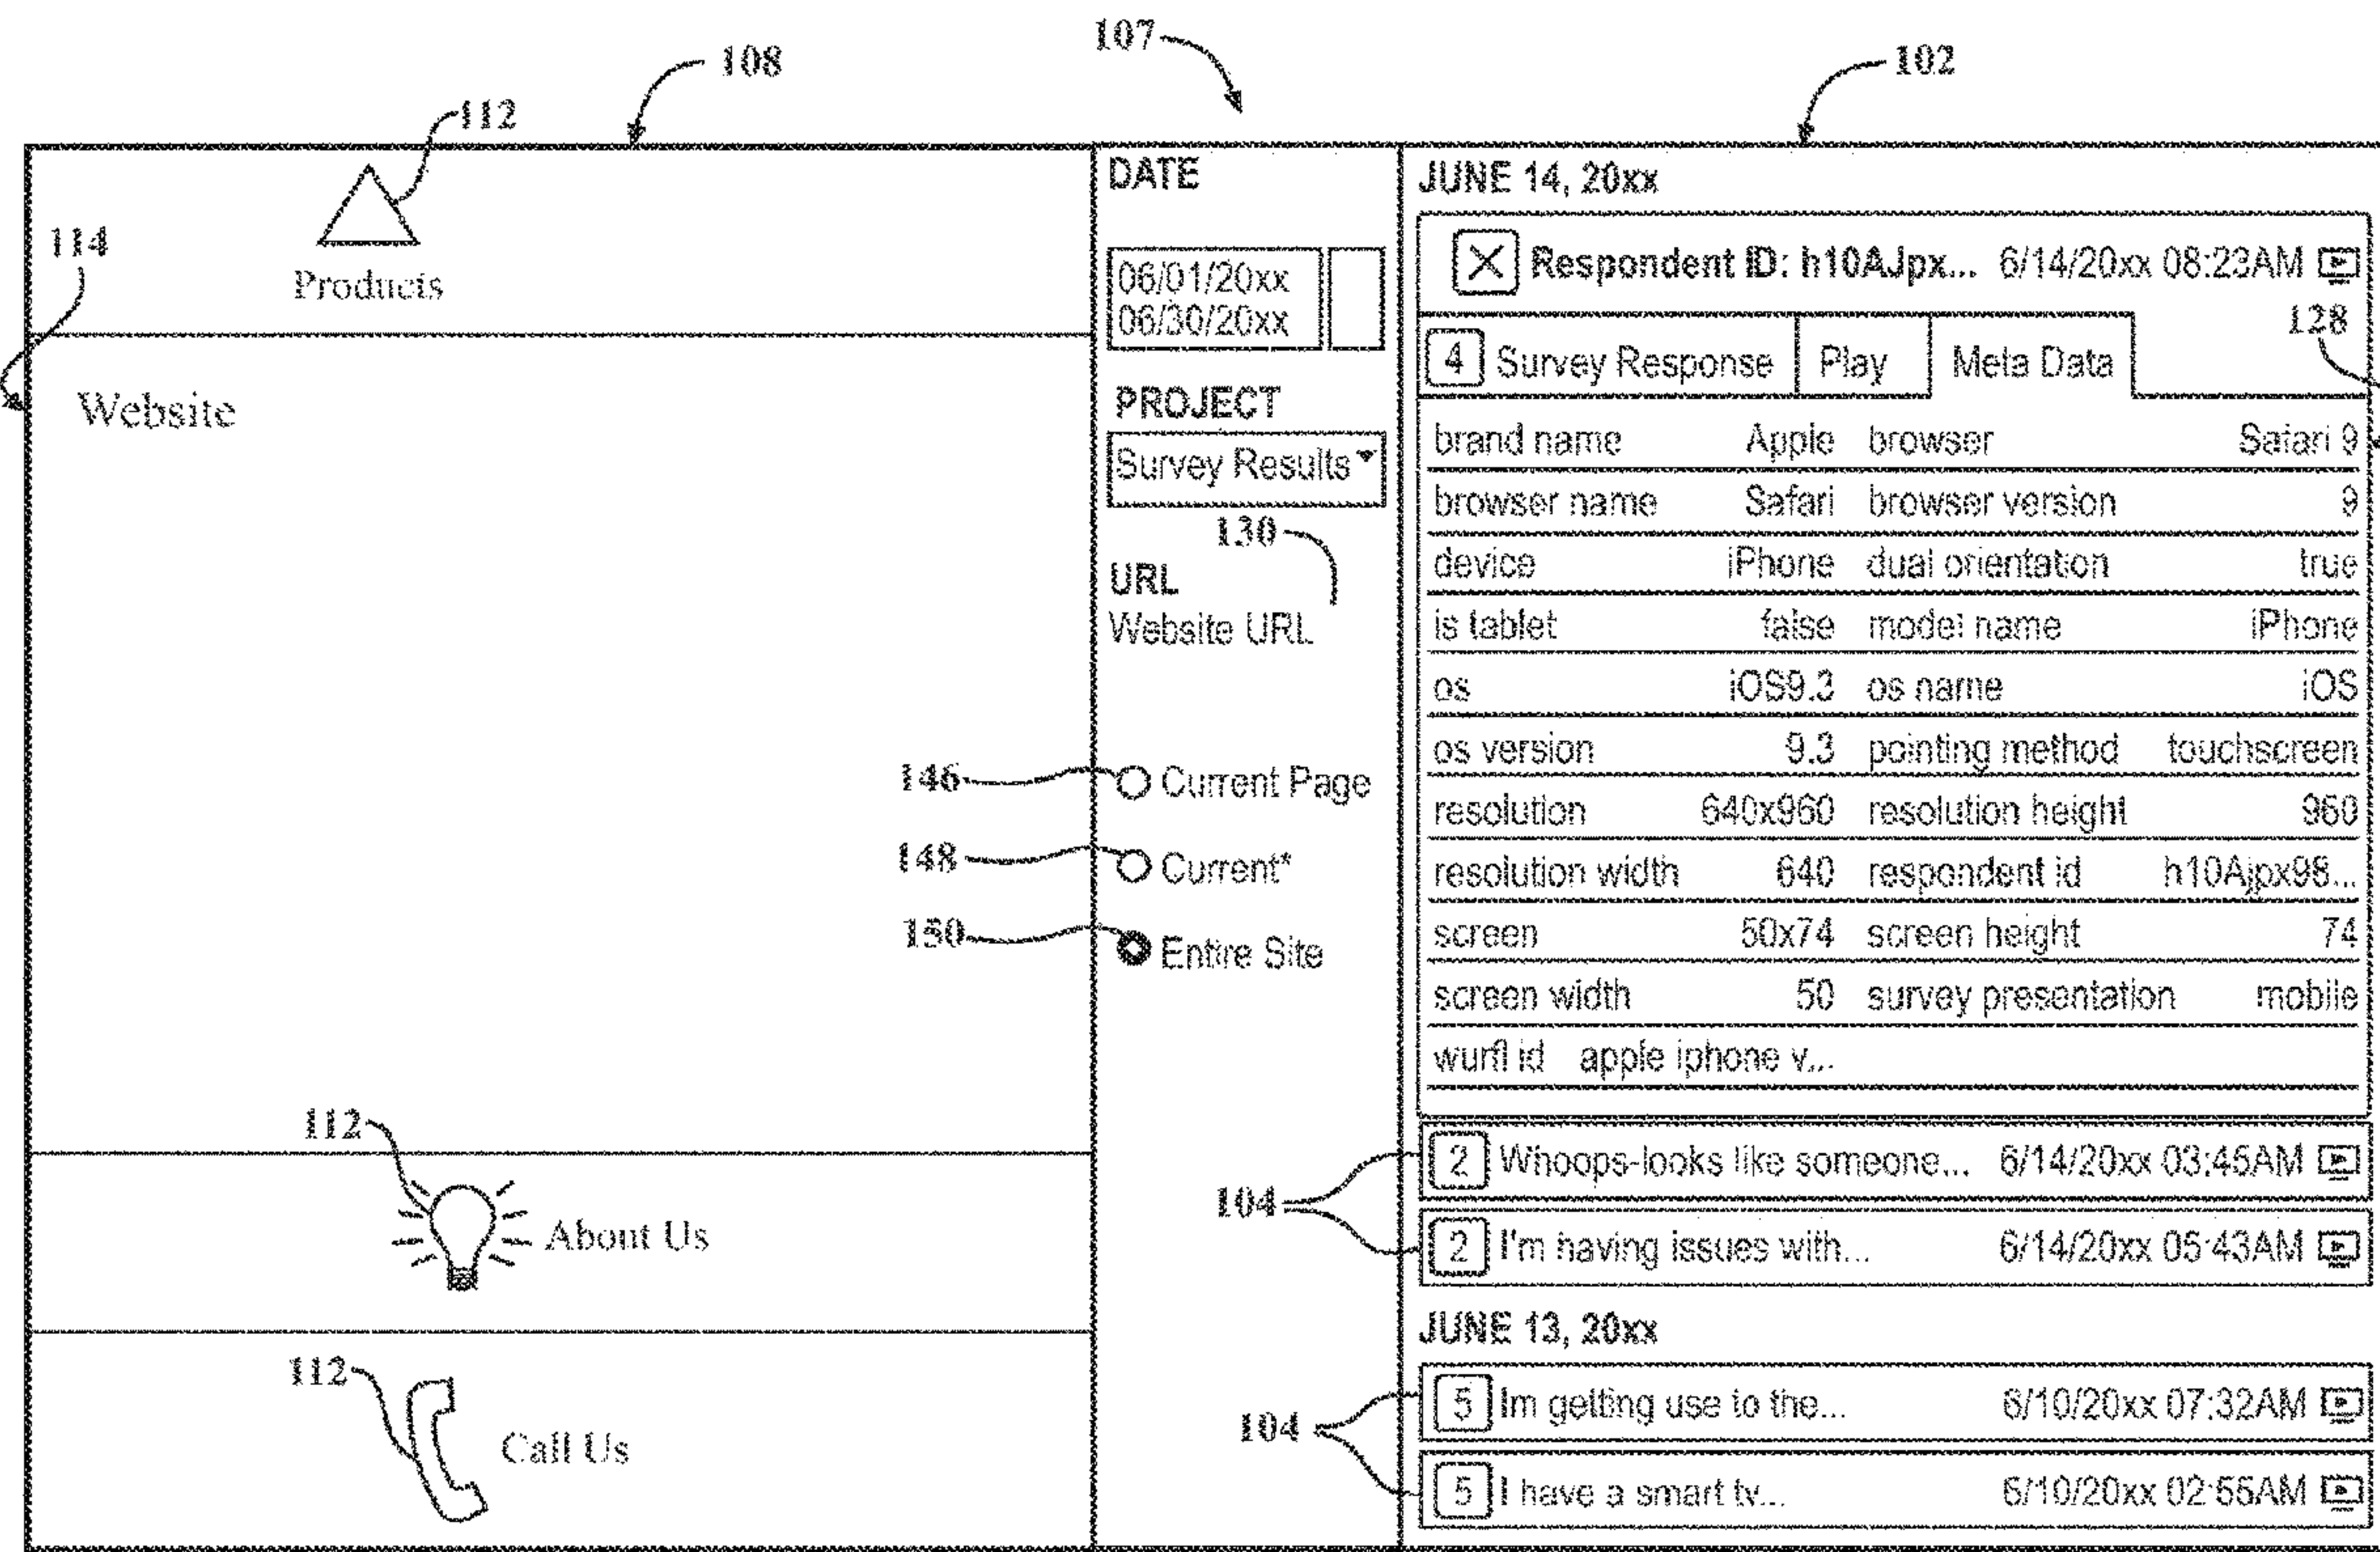 107
108
102
112
114
Products
Website
DATE
06/01/20xx
06/30/20xx
PROJECT
Survey Results
130
URL
Website URL
146 Current Page
148 Current*
150 Entire Site
112
About Us
112
Call Us
JUNE 14, 20xx
Respondent ID: h10AJpx... 6/14/20xx 08:23AM
128
4 Survey Response Play Meta Data
brand name Apple browser Safari 9
browser name Safari browser version 9
device iPhone dual orientation true
is tablet false model name iPhone
os iOS9.3 os name iOS
os version 9.3 pointing method touchscreen
resolution 640x960 resolution height 960
resolution width 640 respondent id h10Ajpx98...
screen 50x74 screen height 74
screen width 50 survey presentation mobile
wurfl id apple iphone v...
104
2 Whoops-looks like someone... 6/14/20xx 03:45AM
2 I'm having issues with... 6/14/20xx 05:43AM
JUNE 13, 20xx
104
5 Im getting use to the... 6/10/20xx 07:32AM
5 I have a smart tv... 6/10/20xx 02:55AM